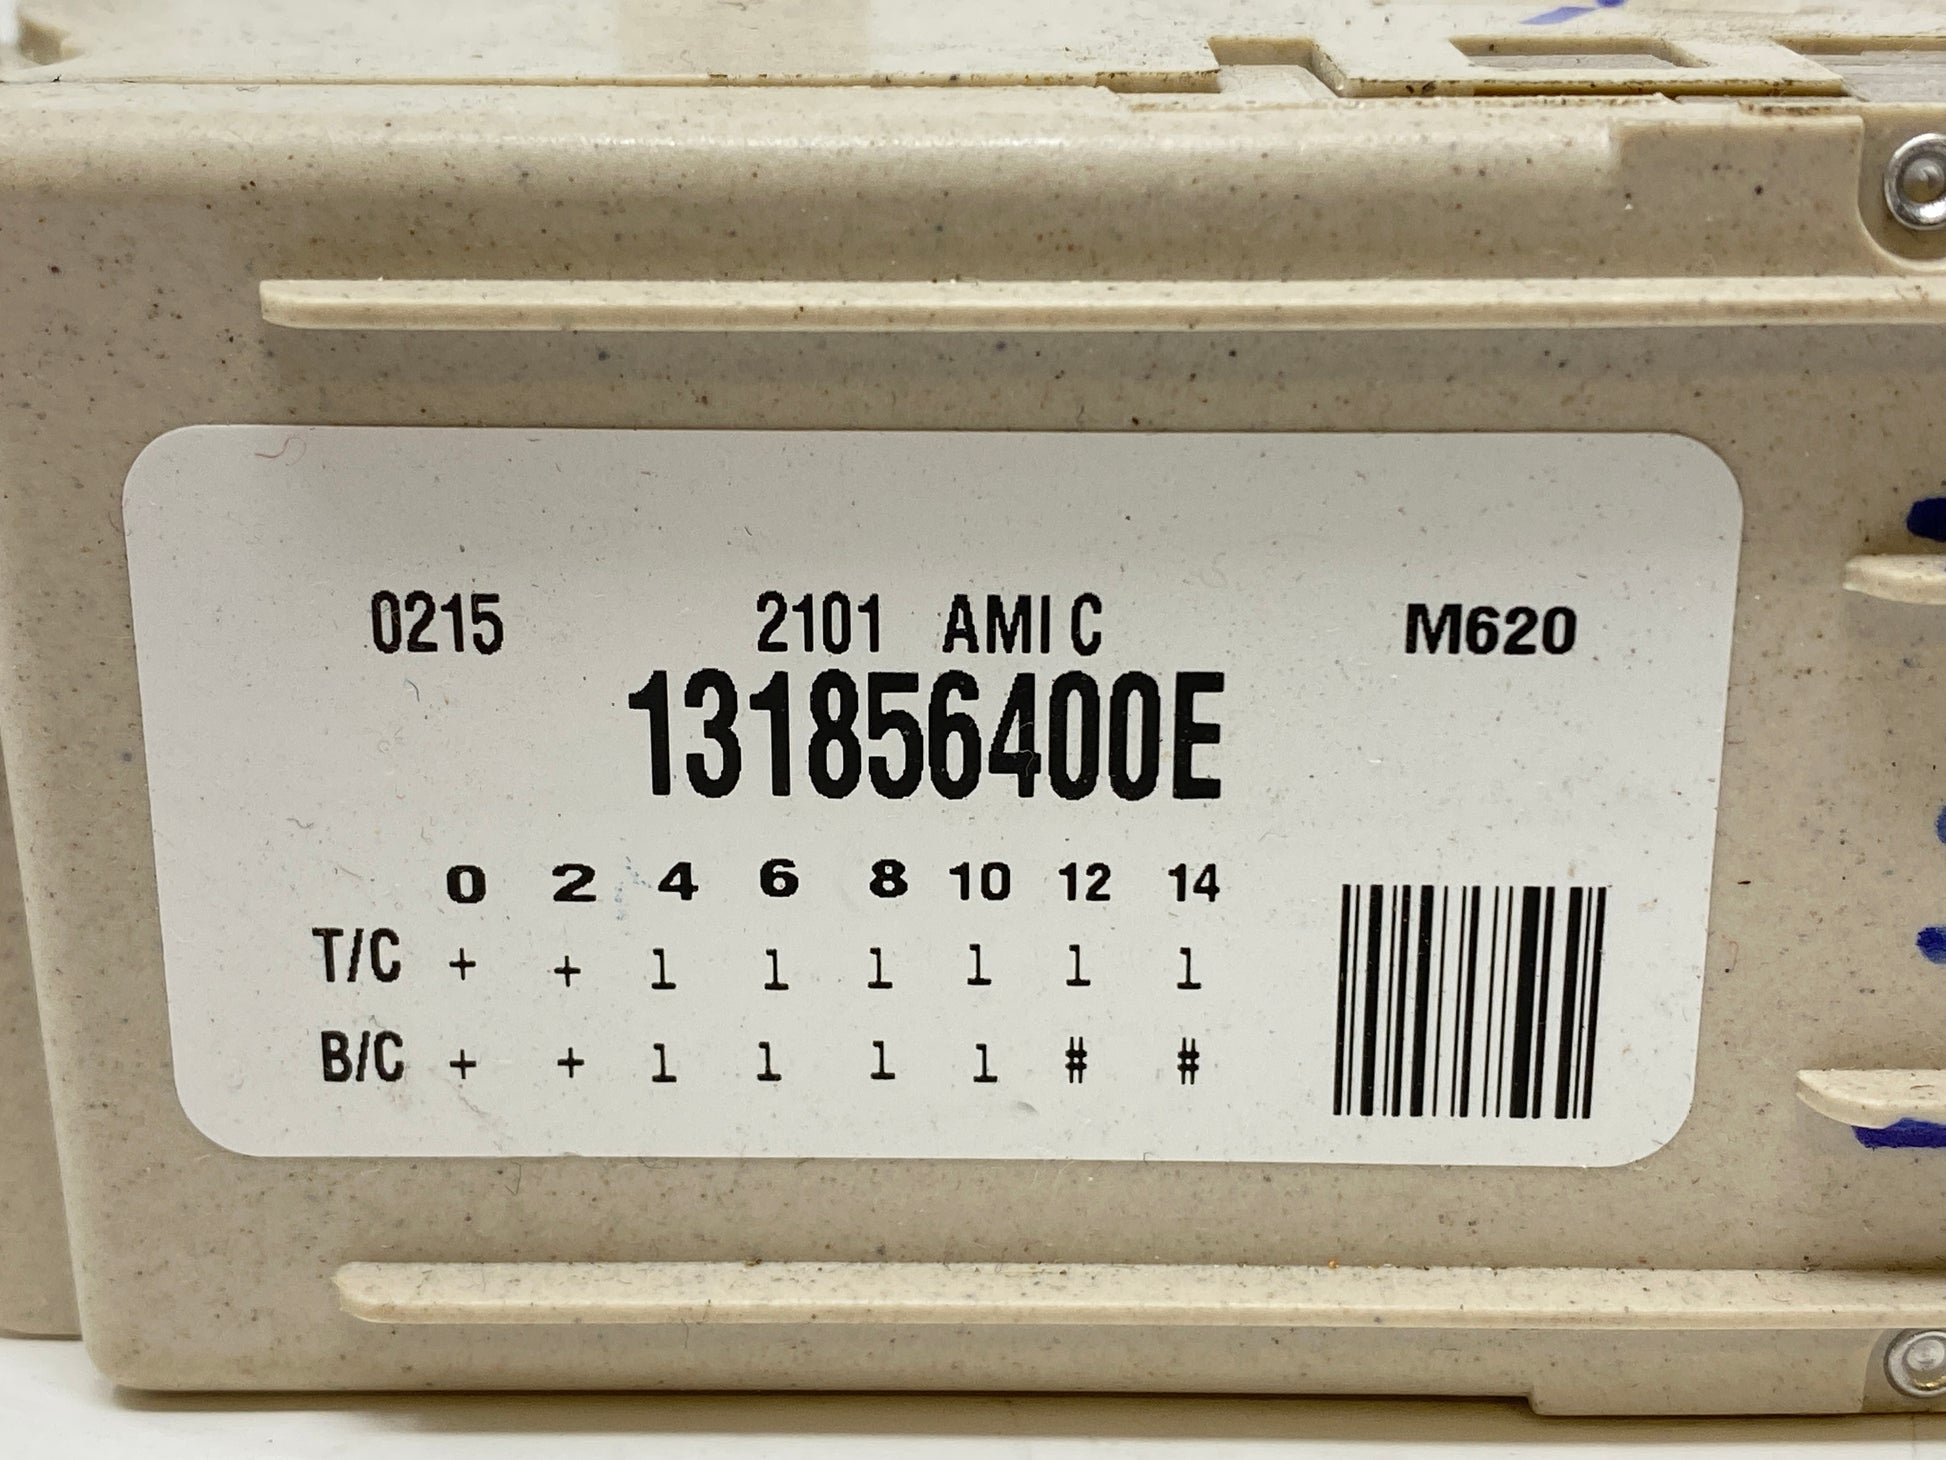 0215 2101 AMI C M620
131856400E
0 2 4 6 8 10 12 14
T/C + + 1 1 1 1 1 1
B/C + + 1 1 1 1 # #